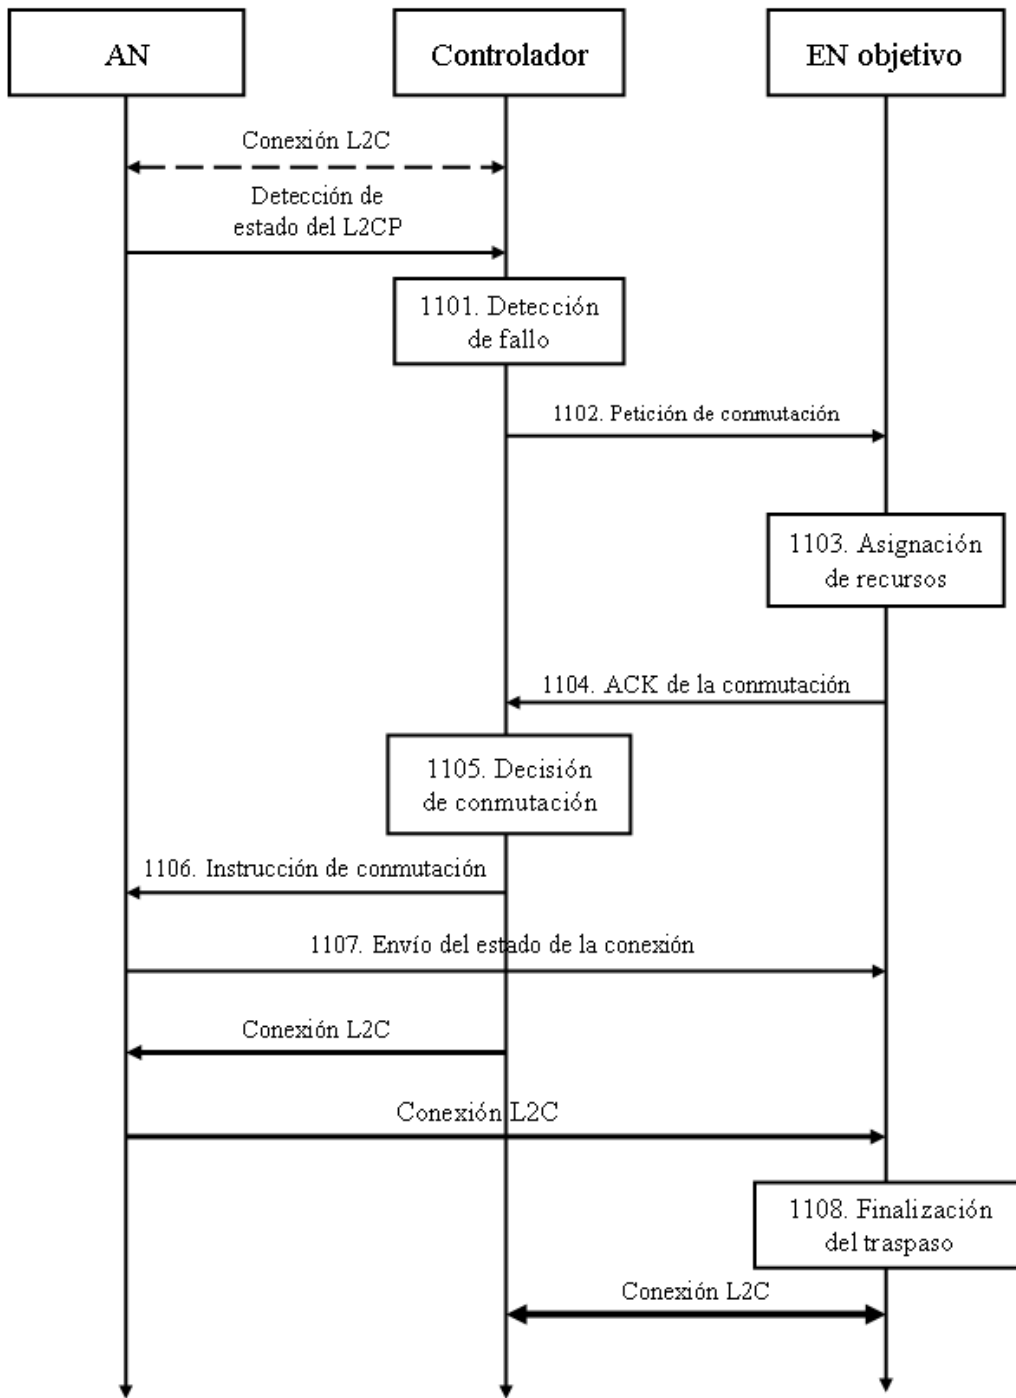 AN
Controlador
EN objetivo
Conexión L2C
Detección de
estado del L2CP
1101. Detección
de fallo
1102. Petición de conmutación
1103. Asignación
de recursos
1104. ACK de la conmutación
1105. Decisión
de conmutación
1106. Instrucción de conmutación
1107. Envío del estado de la conexión
Conexión L2C
Conexión L2C
1108. Finalización
del traspaso
Conexión L2C